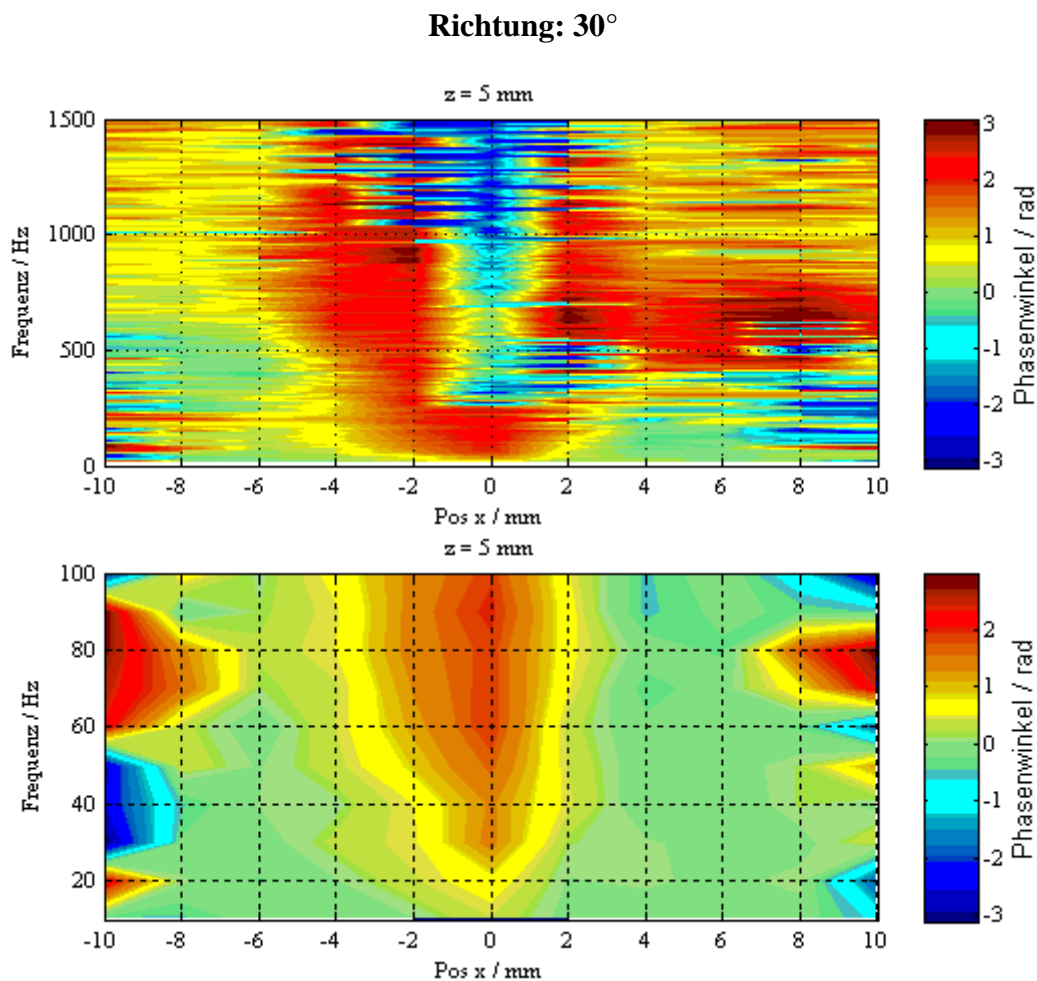 Richtung: 30°
z = 5 mm
1500
1000
500
0
Frequenz / Hz
-10 -8 -6 -4 -2 0 2 4 6 8 10
Pos x / mm
3
2
1
0
-1
-2
-3
Phasenwinkel / rad
z = 5 mm
100
80
60
40
20
Frequenz / Hz
-10 -8 -6 -4 -2 0 2 4 6 8 10
Pos x / mm
2
1
0
-1
-2
-3
Phasenwinkel / rad